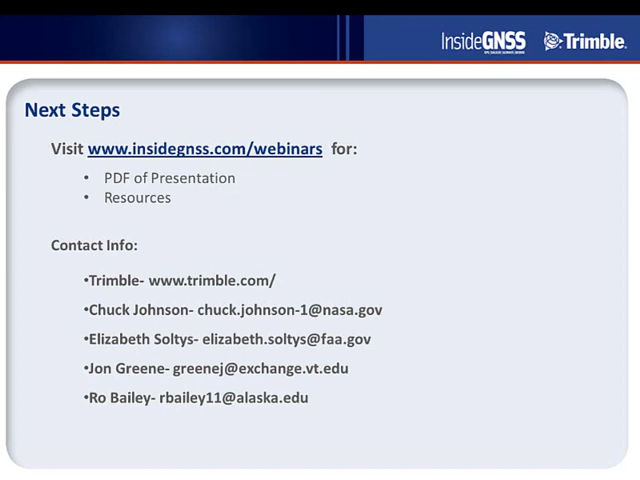 InsideGNSS Trimble.
Next Steps
Visit www.insidegnss.com/webinars for:
• PDF of Presentation
• Resources
Contact Info:
•Trimble- www.trimble.com/
•Chuck Johnson- chuck.johnson-1@nasa.gov
•Elizabeth Soltys- elizabeth.soltys@faa.gov
•Jon Greene- greenej@exchange.vt.edu
•Ro Bailey- rbailey11@alaska.edu